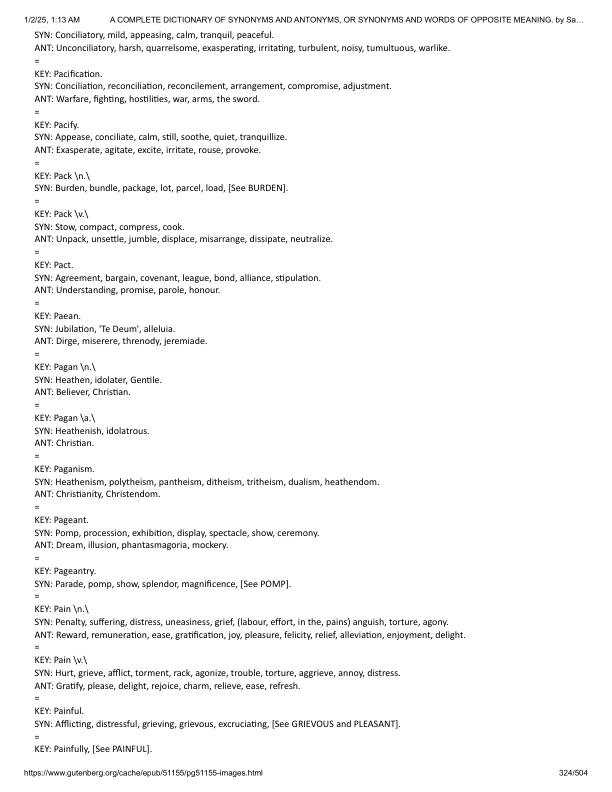 1/2/25, 1:13 AM A COMPLETE DICTIONARY OF SYNONYMS AND ANTONYMS, OR SYNONYMS AND WORDS OF OPPOSITE MEANING. by Sa…
SYN: Conciliatory, mild, appeasing, calm, tranquil, peaceful.
ANT: Unconciliatory, harsh, quarrelsome, exasperating, irritating, turbulent, noisy, tumultuous, warlike.
=
KEY: Pacification.
SYN: Conciliation, reconciliation, reconcilement, arrangement, compromise, adjustment.
ANT: Warfare, fighting, hostilities, war, arms, the sword.
=
KEY: Pacify.
SYN: Appease, conciliate, calm, still, soothe, quiet, tranquillize.
ANT: Exasperate, agitate, excite, irritate, rouse, provoke.
=
KEY: Pack \n.\
SYN: Burden, bundle, package, lot, parcel, load, [See BURDEN].
=
KEY: Pack \v.\
SYN: Stow, compact, compress, cook.
ANT: Unpack, unsettle, jumble, displace, misarrange, dissipate, neutralize.
=
KEY: Pact.
SYN: Agreement, bargain, covenant, league, bond, alliance, stipulation.
ANT: Understanding, promise, parole, honour.
=
KEY: Paean.
SYN: Jubilation, 'Te Deum', alleluia.
ANT: Dirge, miserere, threnody, jeremiade.
=
KEY: Pagan \n.\
SYN: Heathen, idolater, Gentile.
ANT: Believer, Christian.
=
KEY: Pagan \a.\
SYN: Heathenish, idolatrous.
ANT: Christian.
=
KEY: Paganism.
SYN: Heathenism, polytheism, pantheism, ditheism, tritheism, dualism, heathendom.
ANT: Christianity, Christendom.
=
KEY: Pageant.
SYN: Pomp, procession, exhibition, display, spectacle, show, ceremony.
ANT: Dream, illusion, phantasmagoria, mockery.
=
KEY: Pageantry.
SYN: Parade, pomp, show, splendor, magnificence, [See POMP].
=
KEY: Pain \n.\
SYN: Penalty, suffering, distress, uneasiness, grief, (labour, effort, in the, pains) anguish, torture, agony.
ANT: Reward, remuneration, ease, gratification, joy, pleasure, felicity, relief, alleviation, enjoyment, delight.
=
KEY: Pain \v.\
SYN: Hurt, grieve, afflict, torment, rack, agonize, trouble, torture, aggrieve, annoy, distress.
ANT: Gratify, please, delight, rejoice, charm, relieve, ease, refresh.
=
KEY: Painful.
SYN: Afflicting, distressful, grieving, grievous, excruciating, [See GRIEVOUS and PLEASANT].
=
KEY: Painfully, [See PAINFUL].
https://www.gutenberg.org/cache/epub/51155/pg51155-images.html 324/504